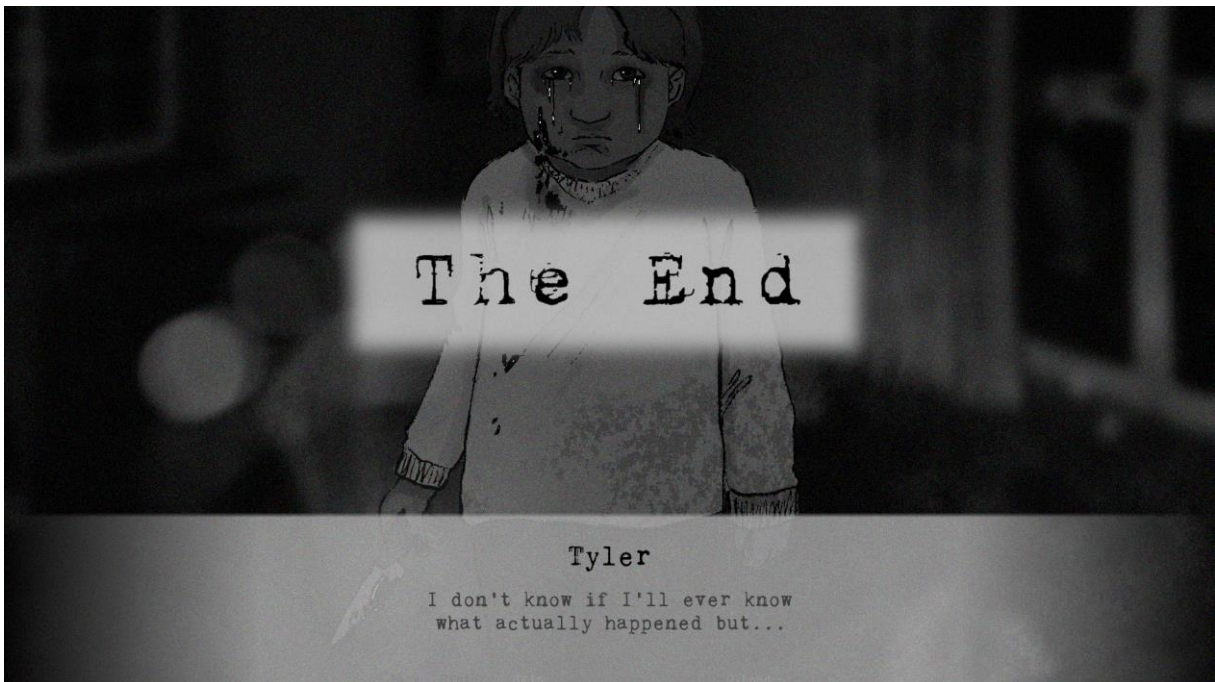 The End
Tyler
I don't know if I'll ever know
what actually happened but...